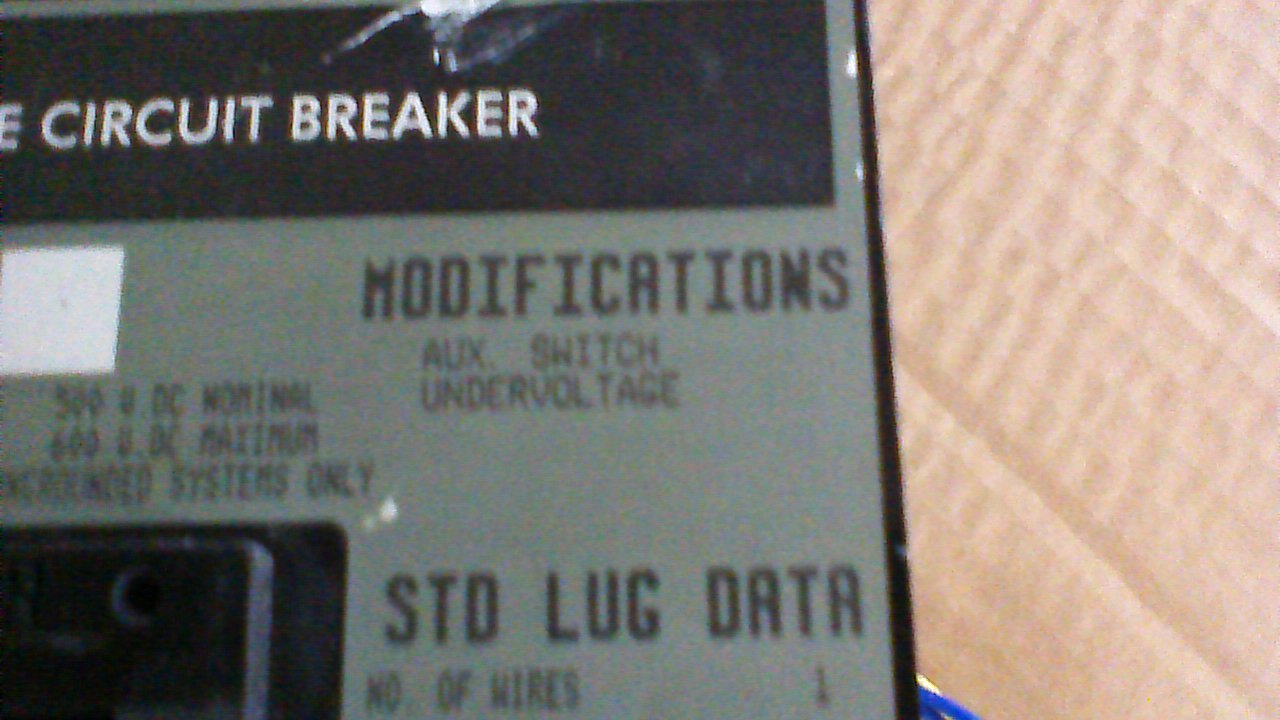 E CIRCUIT BREAKER
MODIFICATIONS
AUX. SWITCH
UNDERVOLTAGE
500 V.DC NOMINAL
600 V.DC MAXIMUM
SYSTEMS ONLY
STD LUG DATA
NO. OF WIRES 1